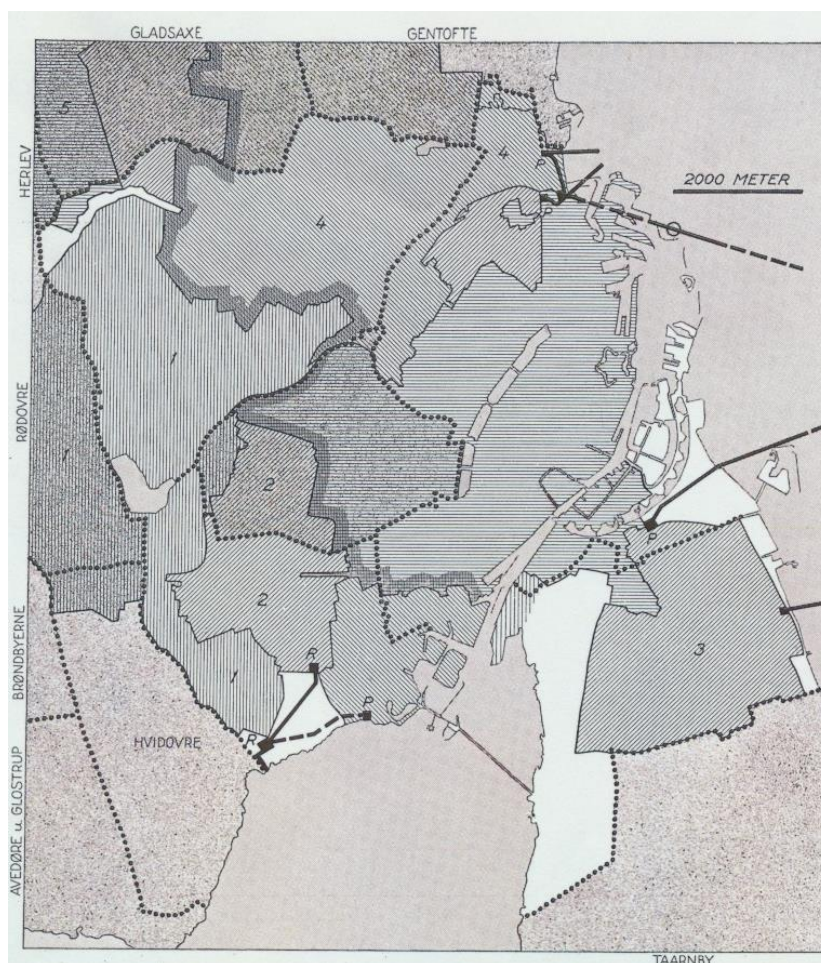 GLADSAXE
GENTOFTE
5
HERLEV
4
4
P
P
2000 METER
1
RØDOVRE
1
2
P
2
3
BRØNDBYERNE
R
1
P
R
HVIDOVRE
AVEDØRE u. GLOSTRUP
TAARNBY